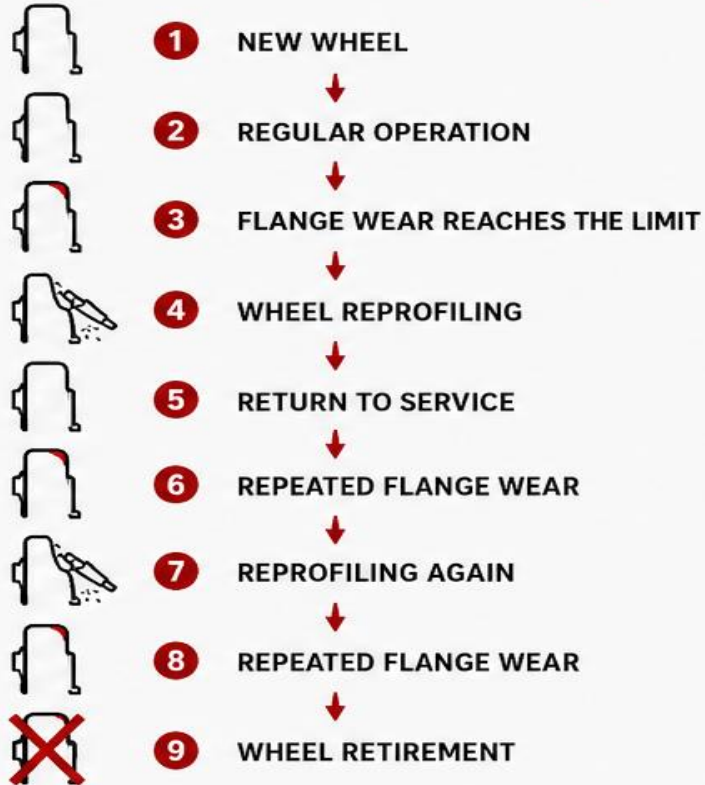 1 NEW WHEEL
2 REGULAR OPERATION
3 FLANGE WEAR REACHES THE LIMIT
4 WHEEL REPROFILING
5 RETURN TO SERVICE
6 REPEATED FLANGE WEAR
7 REPROFILING AGAIN
8 REPEATED FLANGE WEAR
9 WHEEL RETIREMENT